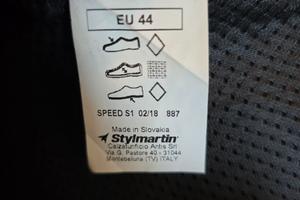 EU 44
SPEED S1 02/18 887
Made in Slovakia
Stylmartin®
Calzaturificio Antis Srl
Via G. Pastore 40 - 31044
Montebelluna (TV) ITALY